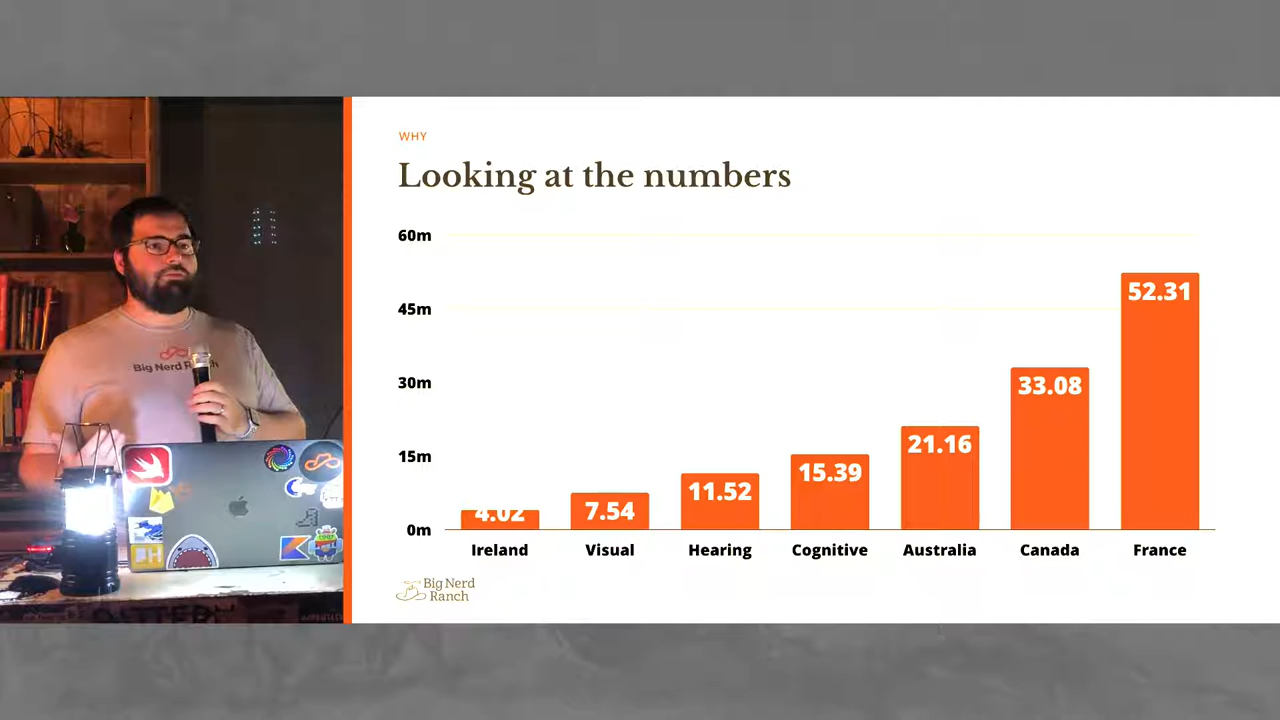 WHY
Looking at the numbers
60m
45m
30m
15m
0m
4.02
7.54
11.52
15.39
21.16
33.08
52.31
Ireland
Visual
Hearing
Cognitive
Australia
Canada
France
Big Nerd
Ranch
Big Nerd Ranch